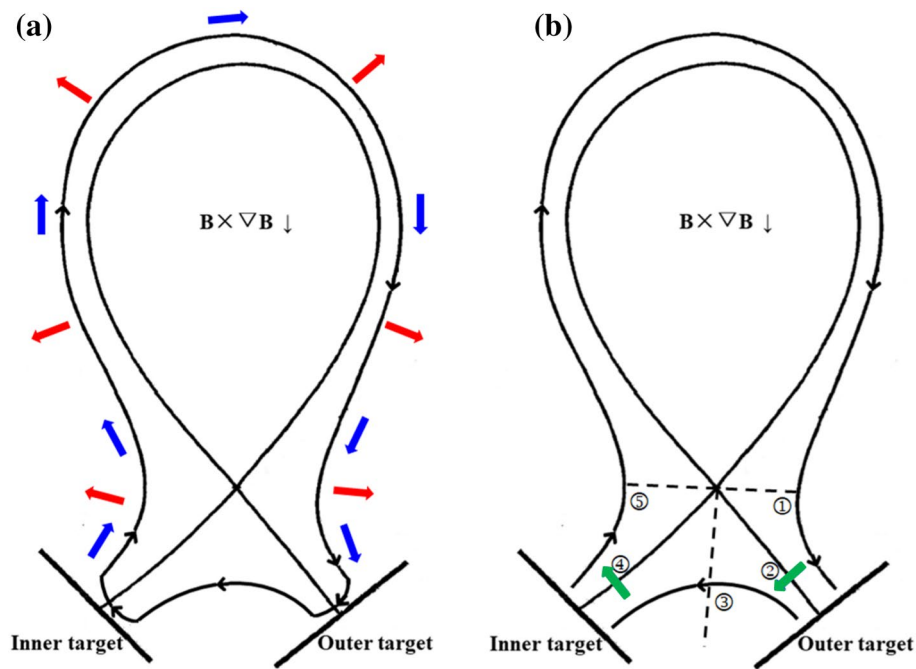 (a)
B×▽B ↓
Inner target
Outer target
(b)
B×▽B ↓
⑤
①
④
②
③
Inner target
Outer target